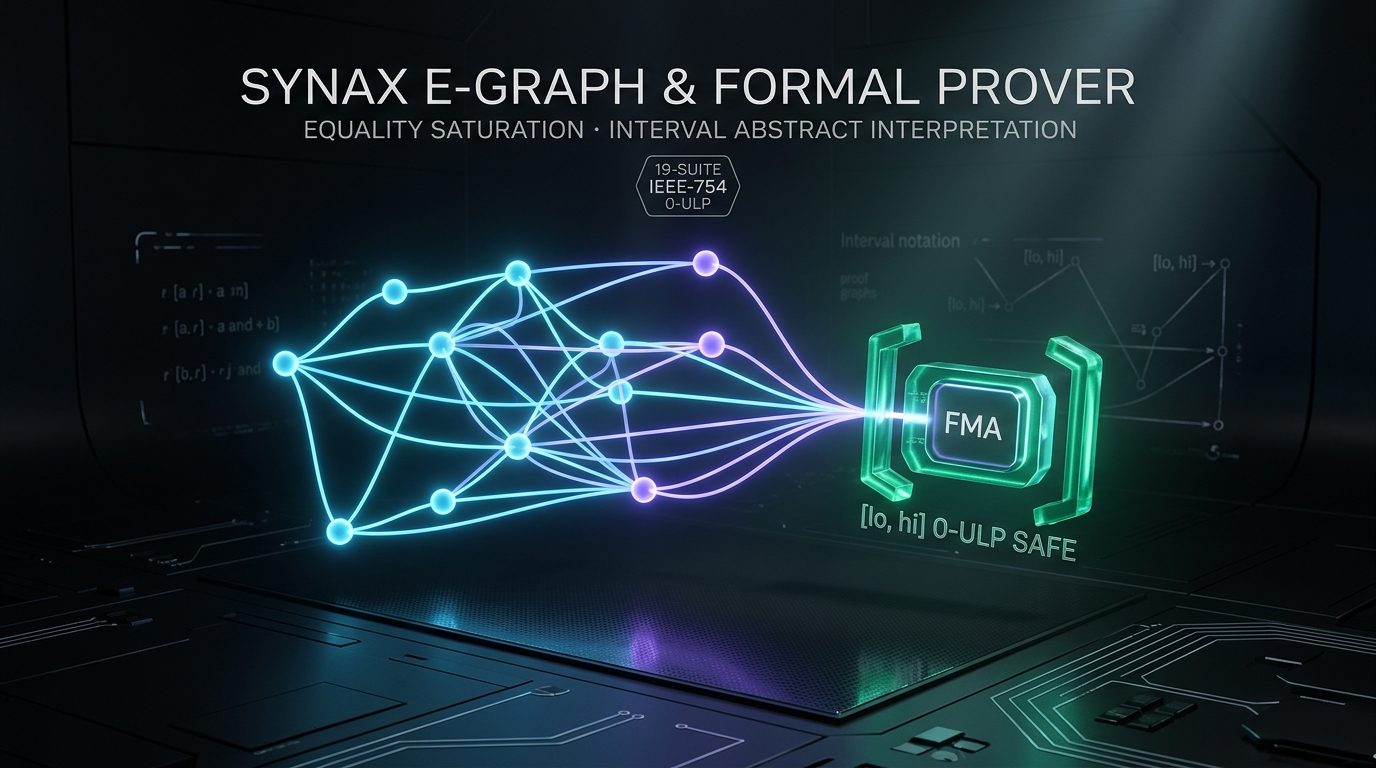 SYNAX E-GRAPH & FORMAL PROVER
EQUALITY SATURATION · INTERVAL ABSTRACT INTERPRETATION
19-SUITE
IEEE-754
0-ULP
Interval notation
proof
graphs
[lo, hi]
[lo, hi] →
[lo, hi] →
FMA
[lo, hi] 0-ULP SAFE